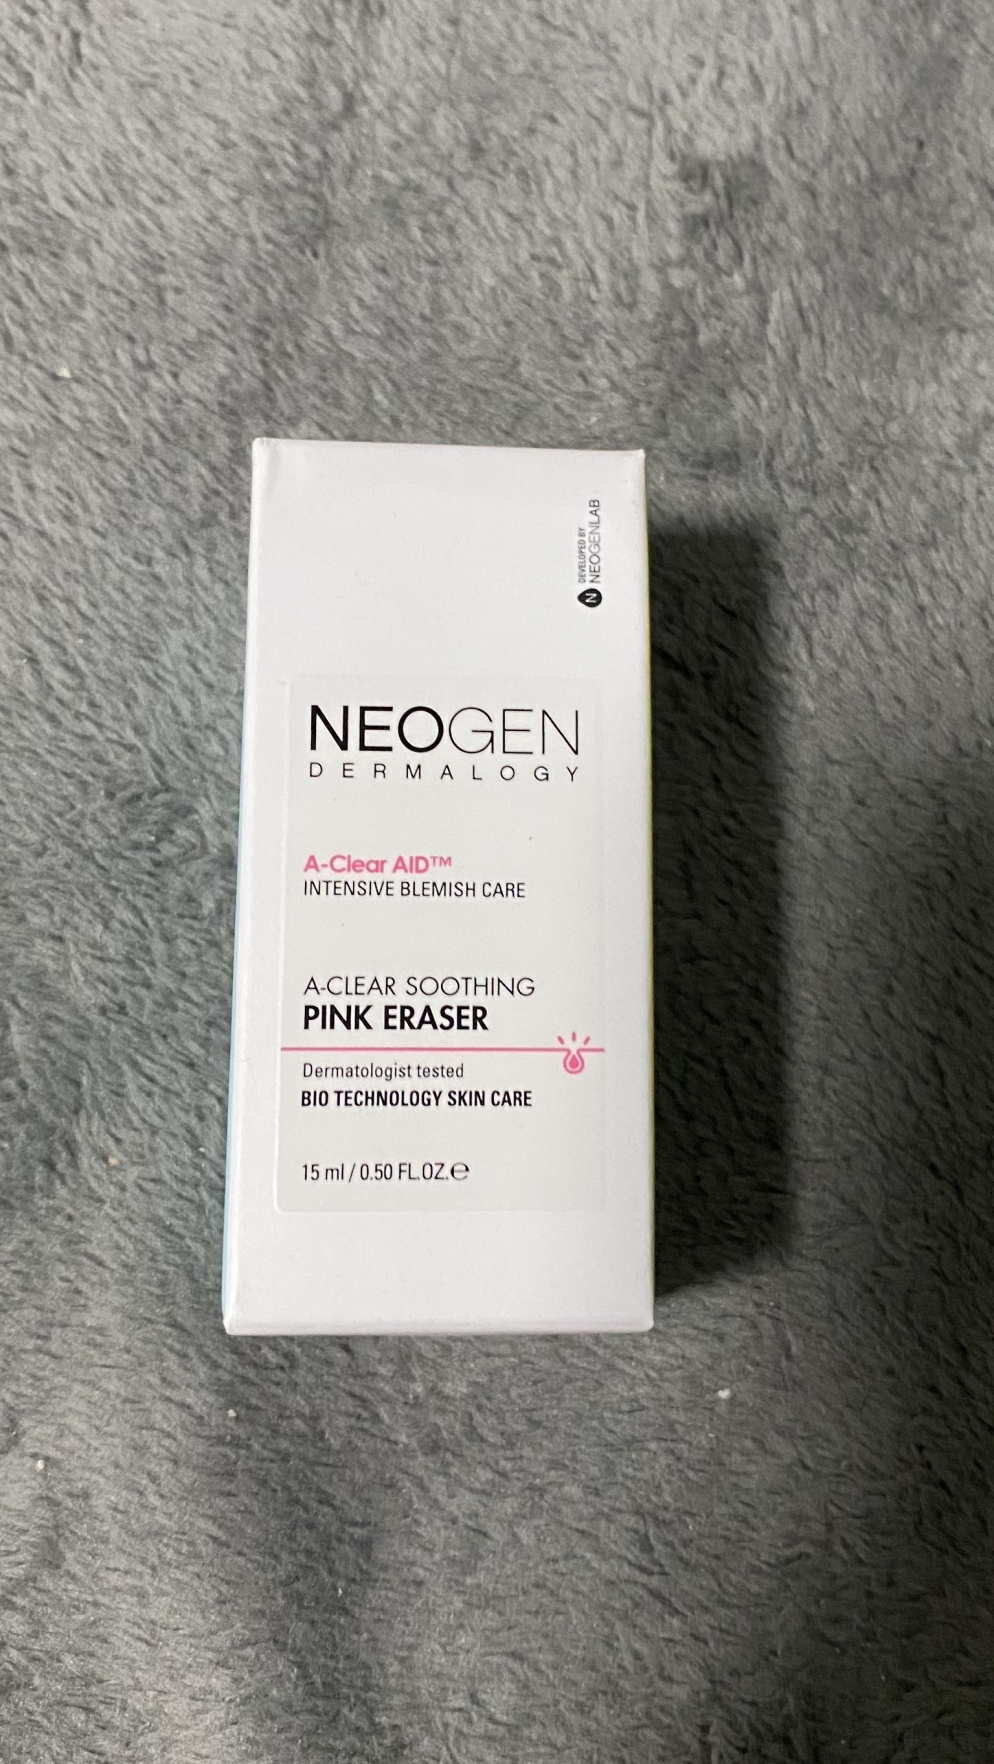 DEVELOPED BY
N NEOGENLAB
NEOGEN
DERMALOGY
A-Clear AID™
INTENSIVE BLEMISH CARE
A-CLEAR SOOTHING
PINK ERASER
Dermatologist tested
BIO TECHNOLOGY SKIN CARE
15 ml / 0.50 FL.OZ.℮